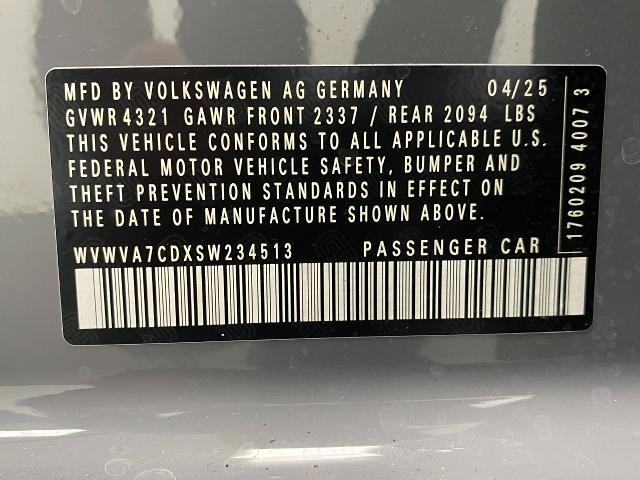 MFD BY VOLKSWAGEN AG GERMANY 04/25
GVWR 4321 GAWR FRONT 2337 / REAR 2094 LBS
THIS VEHICLE CONFORMS TO ALL APPLICABLE U.S.
FEDERAL MOTOR VEHICLE SAFETY, BUMPER AND
THEFT PREVENTION STANDARDS IN EFFECT ON
THE DATE OF MANUFACTURE SHOWN ABOVE.
WVWVA7CDXSW234513 PASSENGER CAR
1760209 4007 3